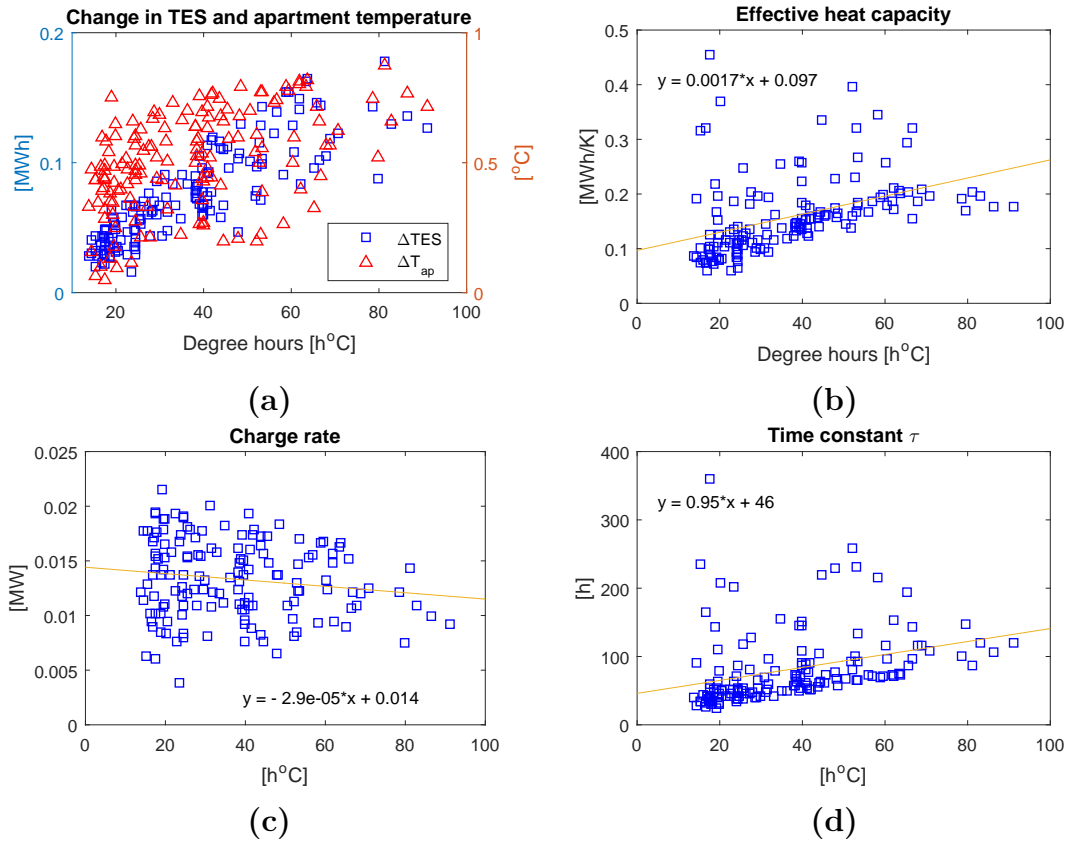 Change in TES and apartment temperature
0.2
0.1
0
[MWh]
1
0.5
0
[°C]
20 40 60 80 100
Degree hours [h°C]
ΔTES
ΔT_ap
(a)
Effective heat capacity
y = 0.0017*x + 0.097
0.5
0.4
0.3
0.2
0.1
0
[MWh/K]
0 20 40 60 80 100
Degree hours [h°C]
(b)
Charge rate
0.025
0.02
0.015
0.01
0.005
0
[MW]
y = - 2.9e-05*x + 0.014
0 20 40 60 80 100
[h°C]
(c)
Time constant τ
y = 0.95*x + 46
400
300
200
100
0
[h]
0 20 40 60 80 100
[h°C]
(d)